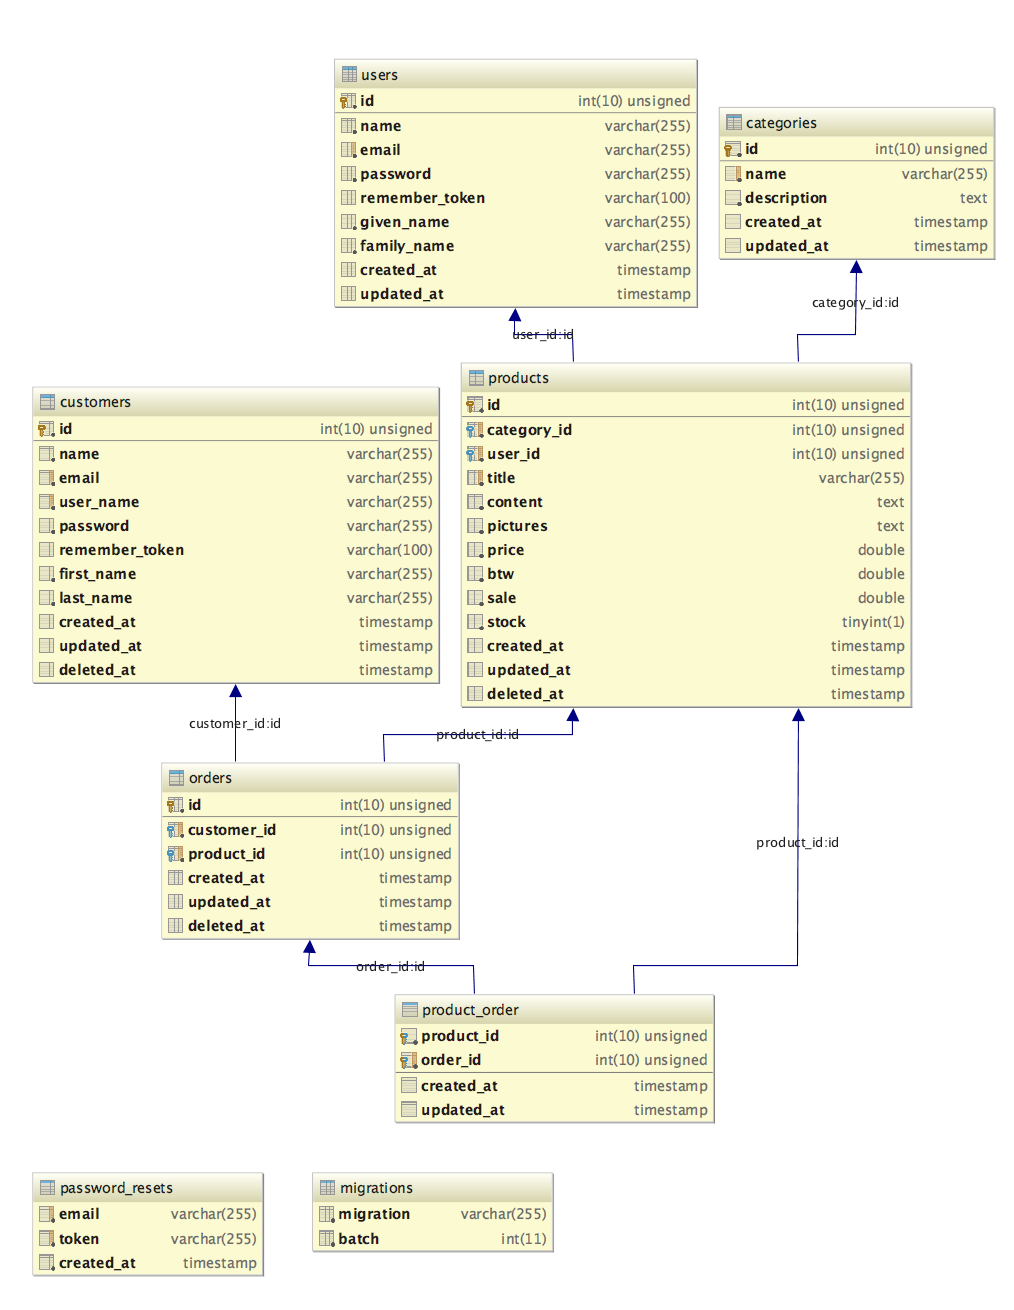 users
id int(10) unsigned
name varchar(255)
email varchar(255)
password varchar(255)
remember_token varchar(100)
given_name varchar(255)
family_name varchar(255)
created_at timestamp
updated_at timestamp
categories
id int(10) unsigned
name varchar(255)
description text
created_at timestamp
updated_at timestamp
category_id:id
user_id:id
products
id int(10) unsigned
category_id int(10) unsigned
user_id int(10) unsigned
title varchar(255)
content text
pictures text
price double
btw double
sale double
stock tinyint(1)
created_at timestamp
updated_at timestamp
deleted_at timestamp
customers
id int(10) unsigned
name varchar(255)
email varchar(255)
user_name varchar(255)
password varchar(255)
remember_token varchar(100)
first_name varchar(255)
last_name varchar(255)
created_at timestamp
updated_at timestamp
deleted_at timestamp
customer_id:id
product_id:id
orders
id int(10) unsigned
customer_id int(10) unsigned
product_id int(10) unsigned
created_at timestamp
updated_at timestamp
deleted_at timestamp
product_id:id
order_id:id
product_order
product_id int(10) unsigned
order_id int(10) unsigned
created_at timestamp
updated_at timestamp
password_resets
email varchar(255)
token varchar(255)
created_at timestamp
migrations
migration varchar(255)
batch int(11)